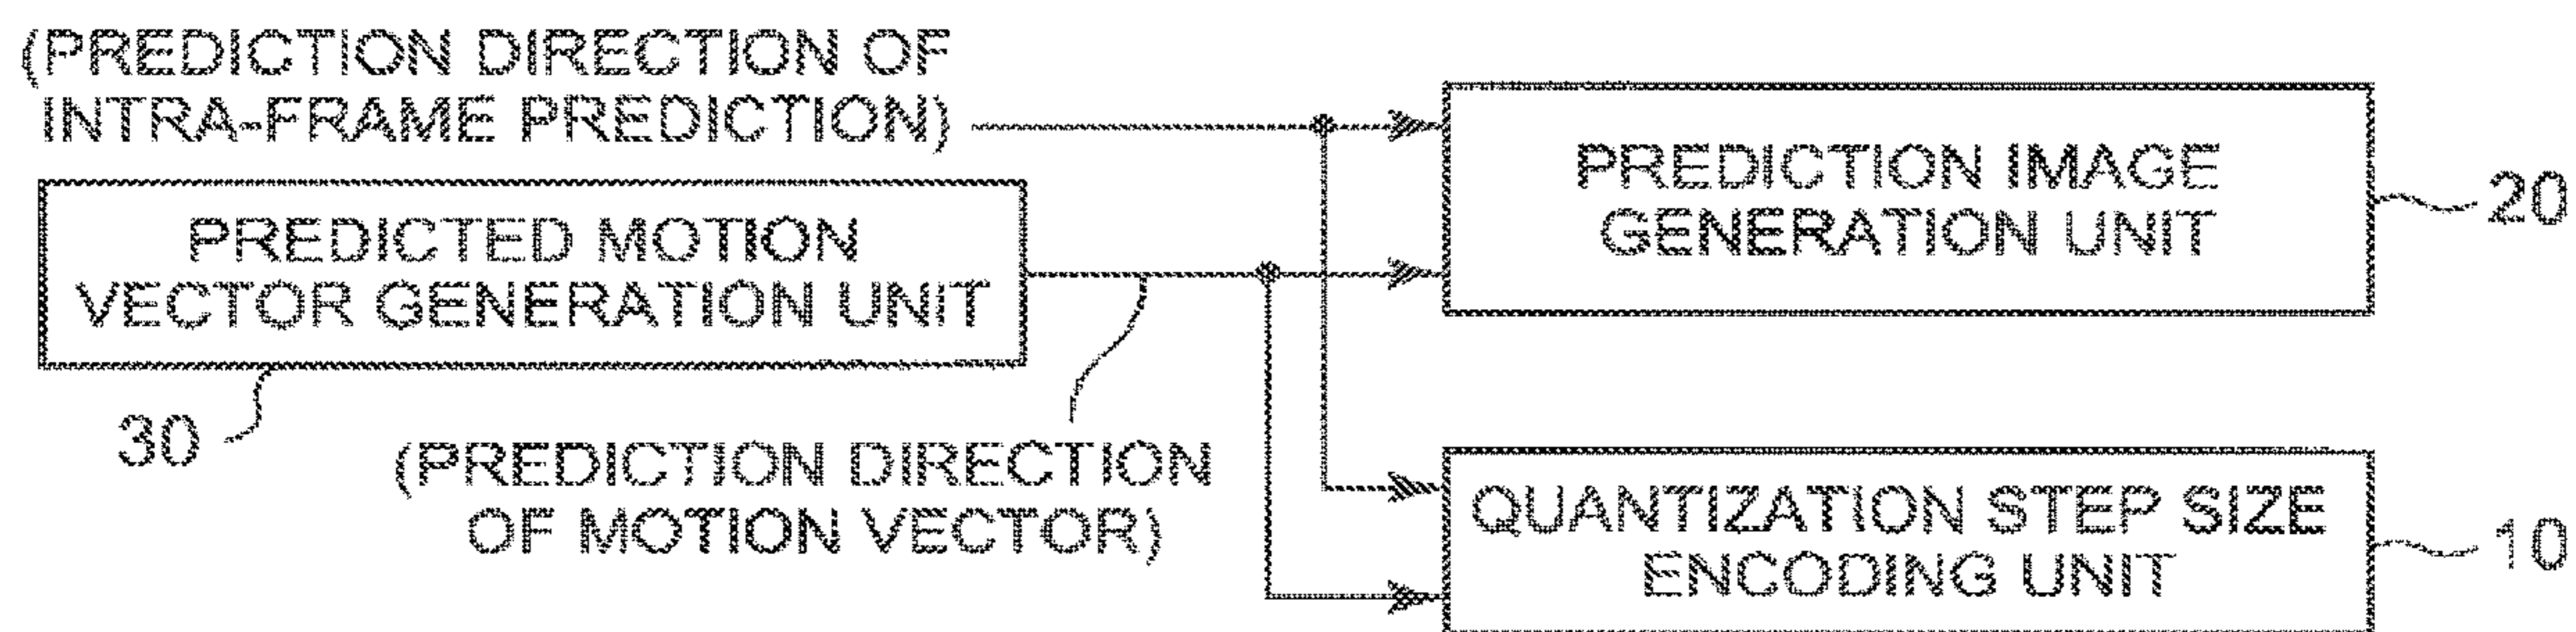 (PREDICTION DIRECTION OF
INTRA-FRAME PREDICTION)
PREDICTED MOTION
VECTOR GENERATION UNIT
30
(PREDICTION DIRECTION
OF MOTION VECTOR)
PREDICTION IMAGE
GENERATION UNIT
20
QUANTIZATION STEP SIZE
ENCODING UNIT
10